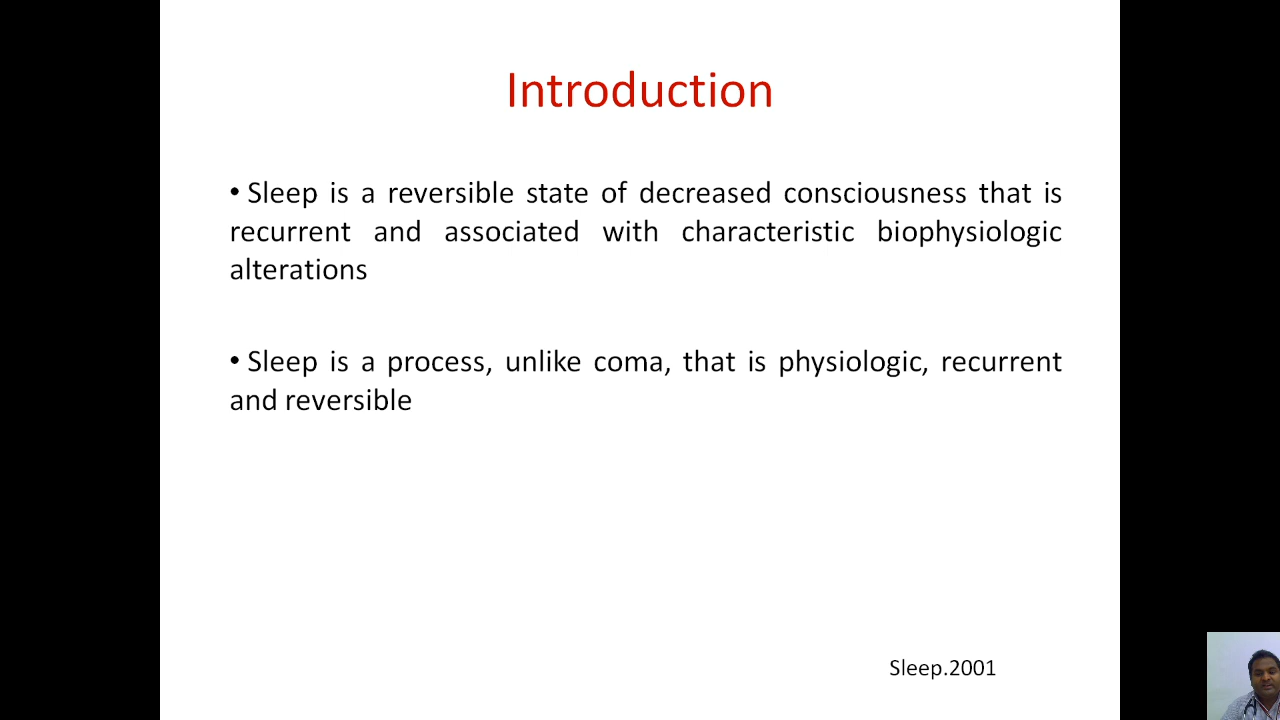 Introduction
• Sleep is a reversible state of decreased consciousness that is
recurrent and associated with characteristic biophysiologic
alterations
• Sleep is a process, unlike coma, that is physiologic, recurrent
and reversible
Sleep.2001